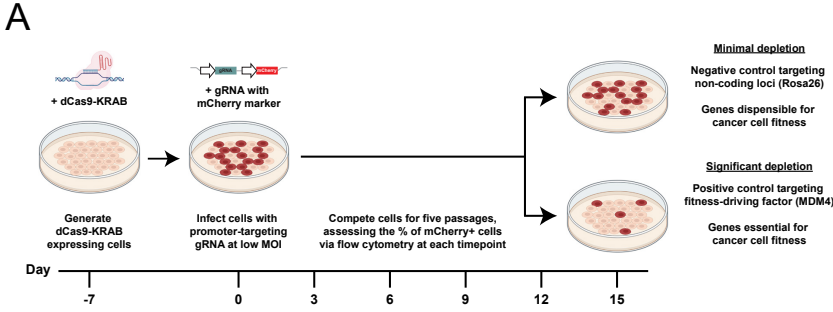 A
+ dCas9-KRAB
gRNA
mCherry
+ gRNA with
mCherry marker
Generate
dCas9-KRAB
expressing cells
Infect cells with
promoter-targeting
gRNA at low MOI
Compete cells for five passages,
assessing the % of mCherry+ cells
via flow cytometry at each timepoint
Minimal depletion
Negative control targeting
non-coding loci (Rosa26)
Genes dispensible for
cancer cell fitness
Significant depletion
Positive control targeting
fitness-driving factor (MDM4)
Genes essential for
cancer cell fitness
Day
-7 0 3 6 9 12 15